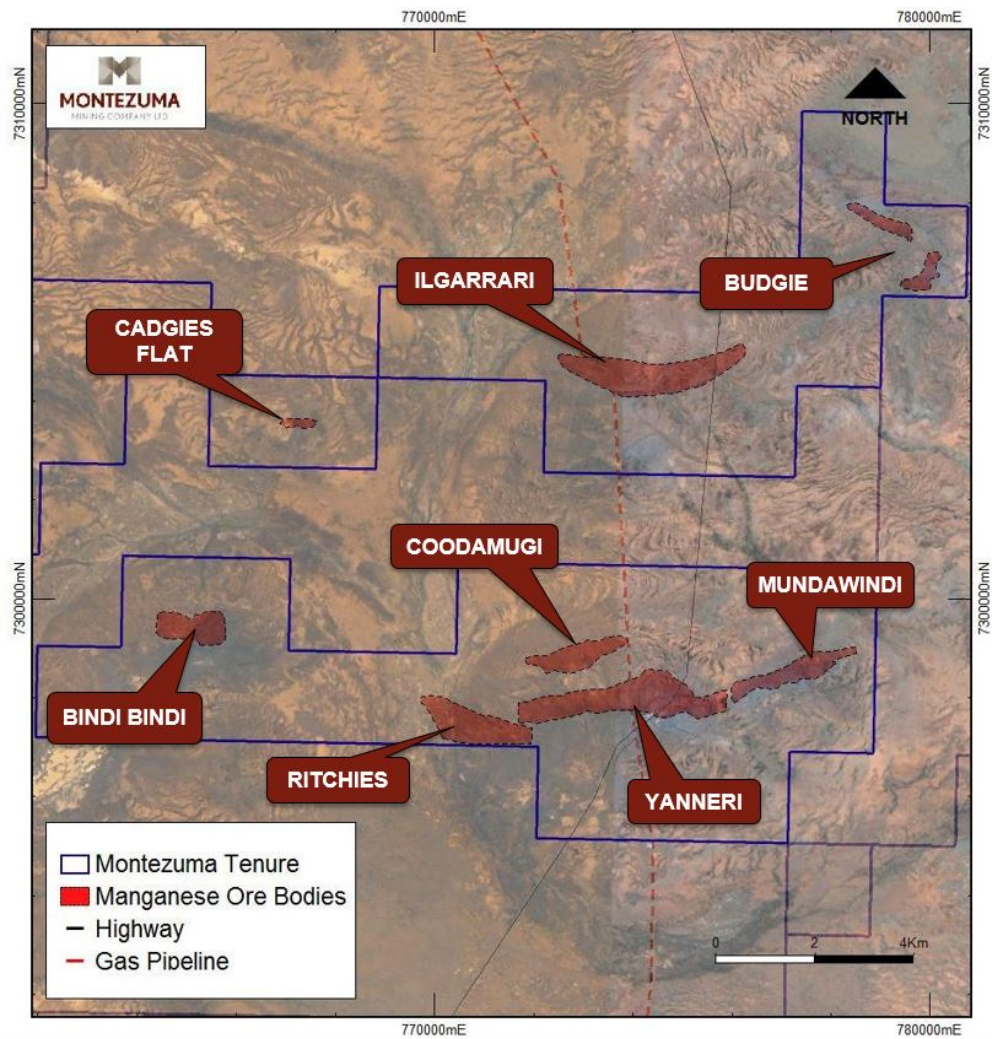 770000mE
780000mE
7310000mN
7310000mN
MONTEZUMA
MINING COMPANY LTD
NORTH
ILGARRARI
BUDGIE
CADGIES
FLAT
COODAMUGI
MUNDAWINDI
7300000mN
7300000mN
BINDI BINDI
RITCHIES
YANNERI
Montezuma Tenure
Manganese Ore Bodies
Highway
Gas Pipeline
0 2 4Km
770000mE
780000mE